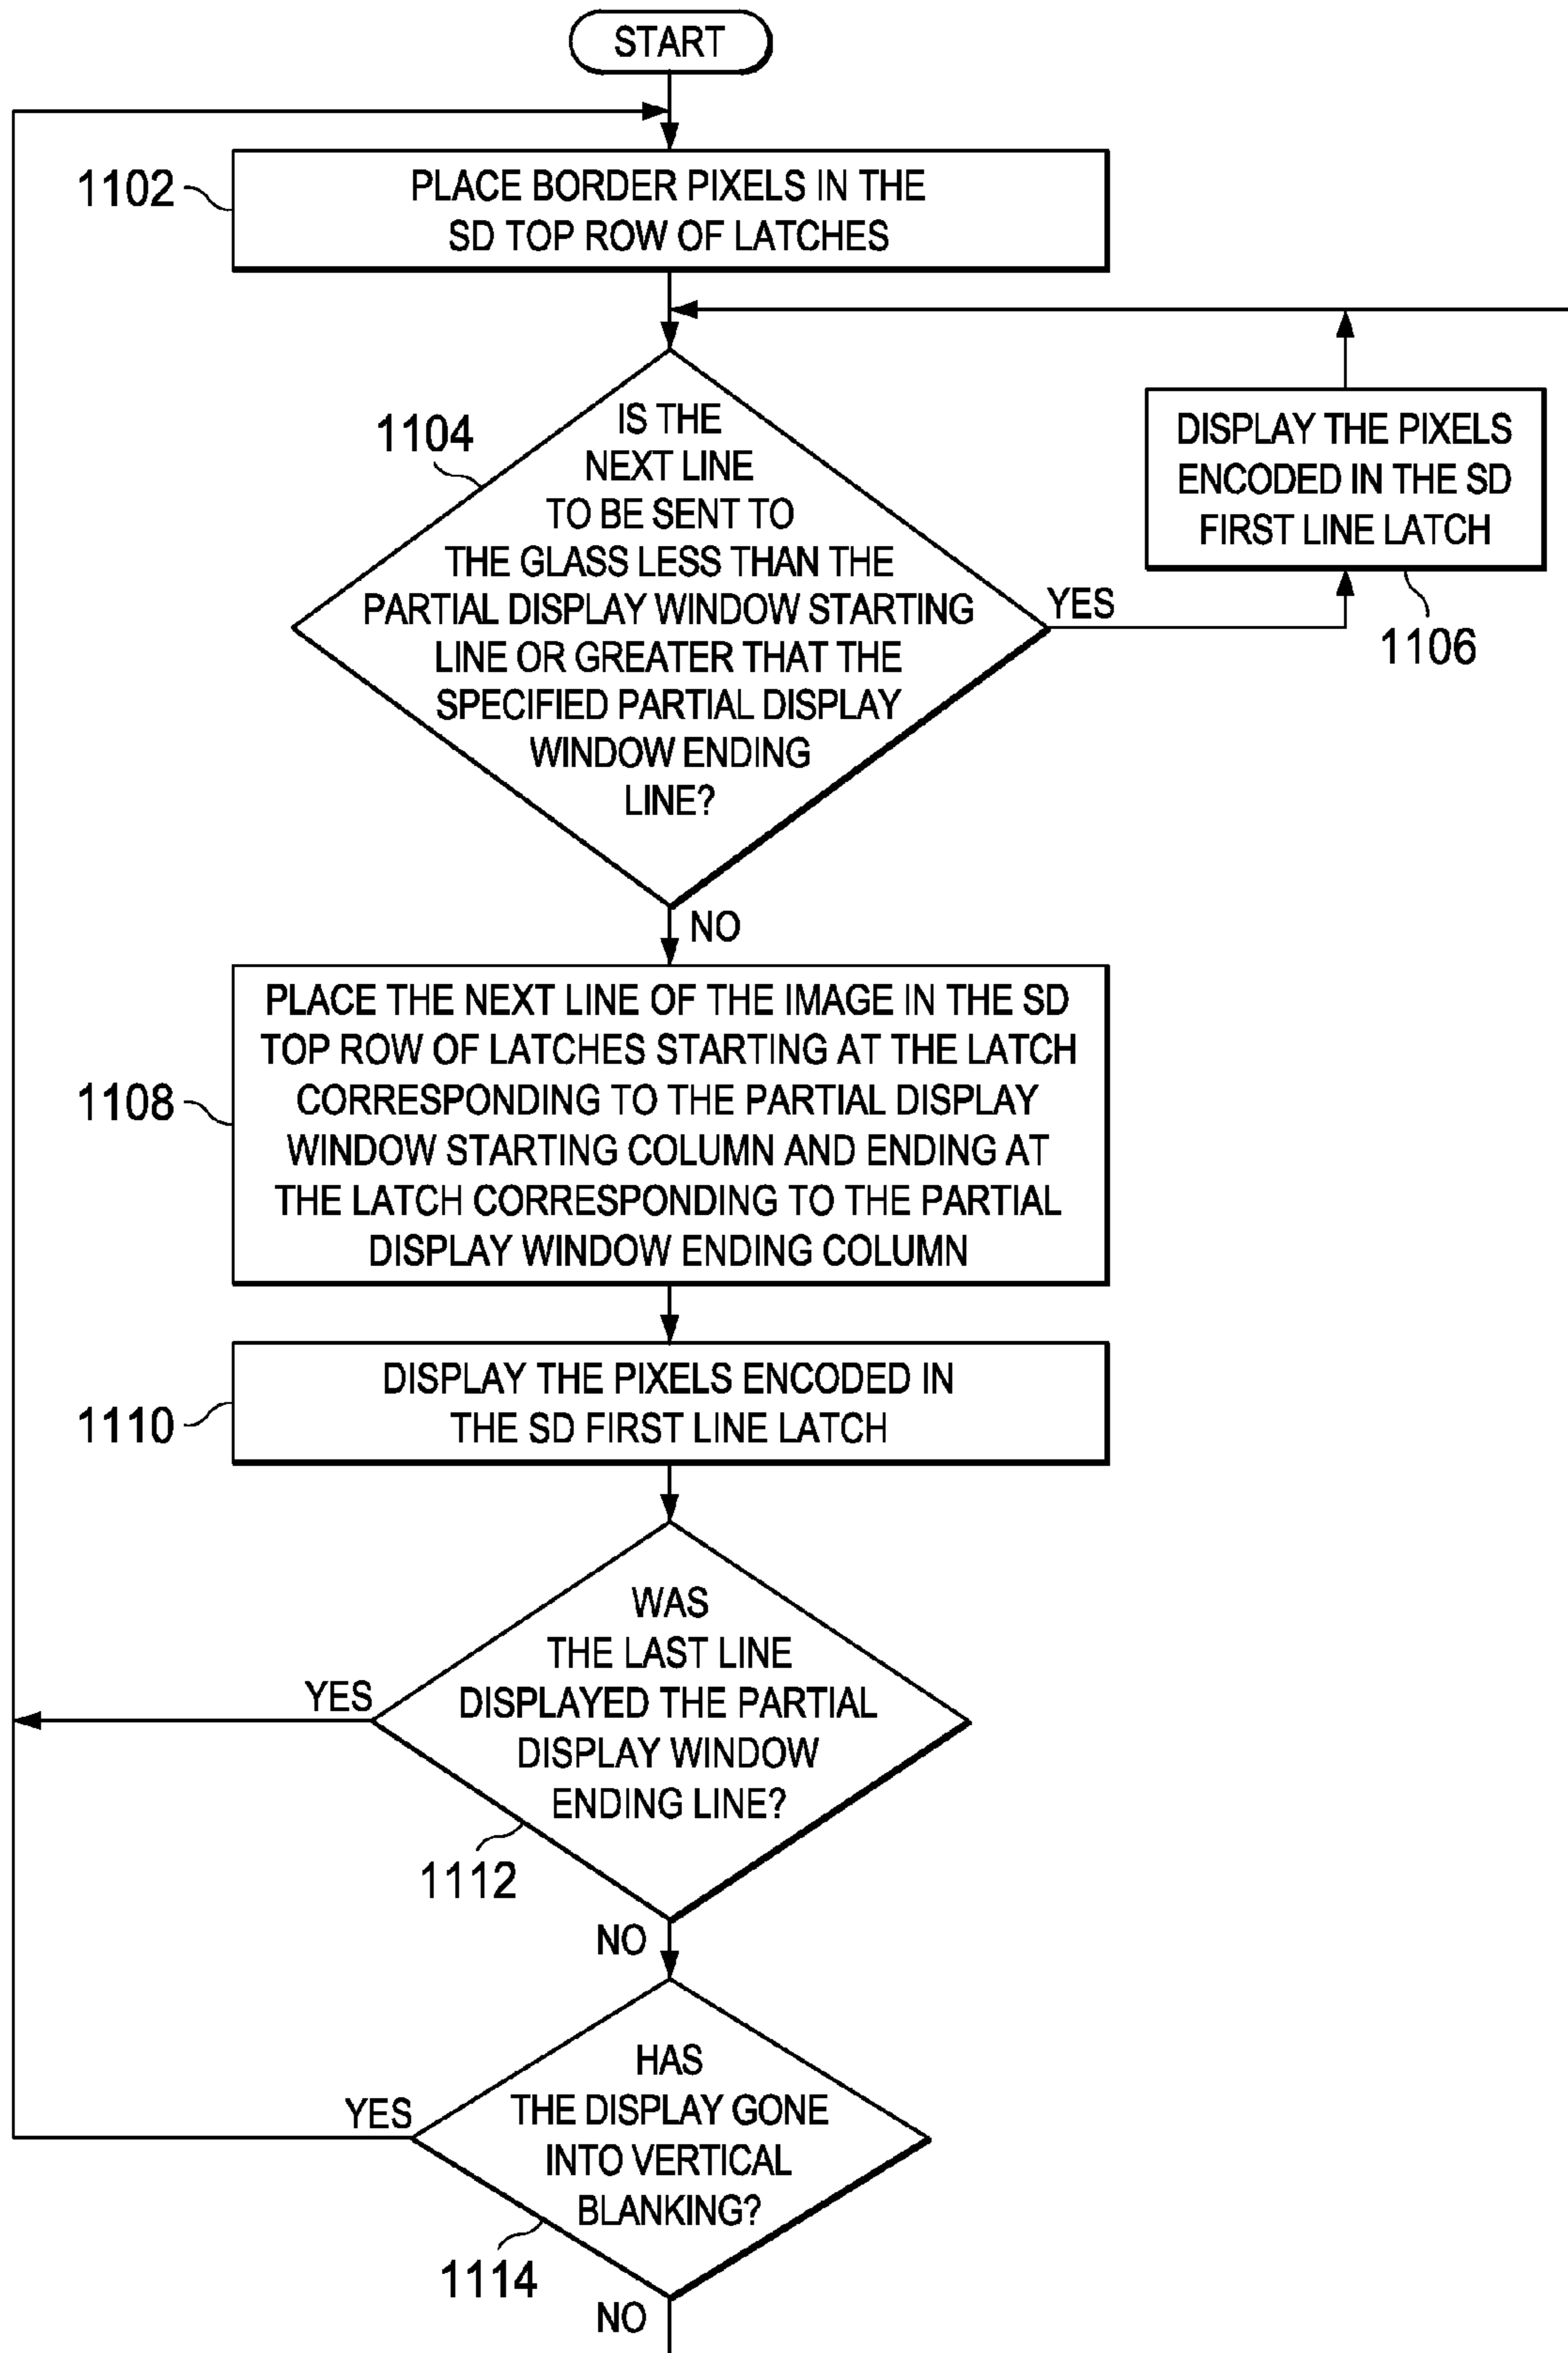 START
1102
PLACE BORDER PIXELS IN THE
SD TOP ROW OF LATCHES
1104
IS THE
NEXT LINE
TO BE SENT TO
THE GLASS LESS THAN THE
PARTIAL DISPLAY WINDOW STARTING
LINE OR GREATER THAT THE
SPECIFIED PARTIAL DISPLAY
WINDOW ENDING
LINE?
YES
DISPLAY THE PIXELS
ENCODED IN THE SD
FIRST LINE LATCH
1106
NO
1108
PLACE THE NEXT LINE OF THE IMAGE IN THE SD
TOP ROW OF LATCHES STARTING AT THE LATCH
CORRESPONDING TO THE PARTIAL DISPLAY
WINDOW STARTING COLUMN AND ENDING AT
THE LATCH CORRESPONDING TO THE PARTIAL
DISPLAY WINDOW ENDING COLUMN
1110
DISPLAY THE PIXELS ENCODED IN
THE SD FIRST LINE LATCH
WAS
THE LAST LINE
DISPLAYED THE PARTIAL
DISPLAY WINDOW
ENDING LINE?
YES
1112
NO
HAS
THE DISPLAY GONE
INTO VERTICAL
BLANKING?
YES
1114
NO